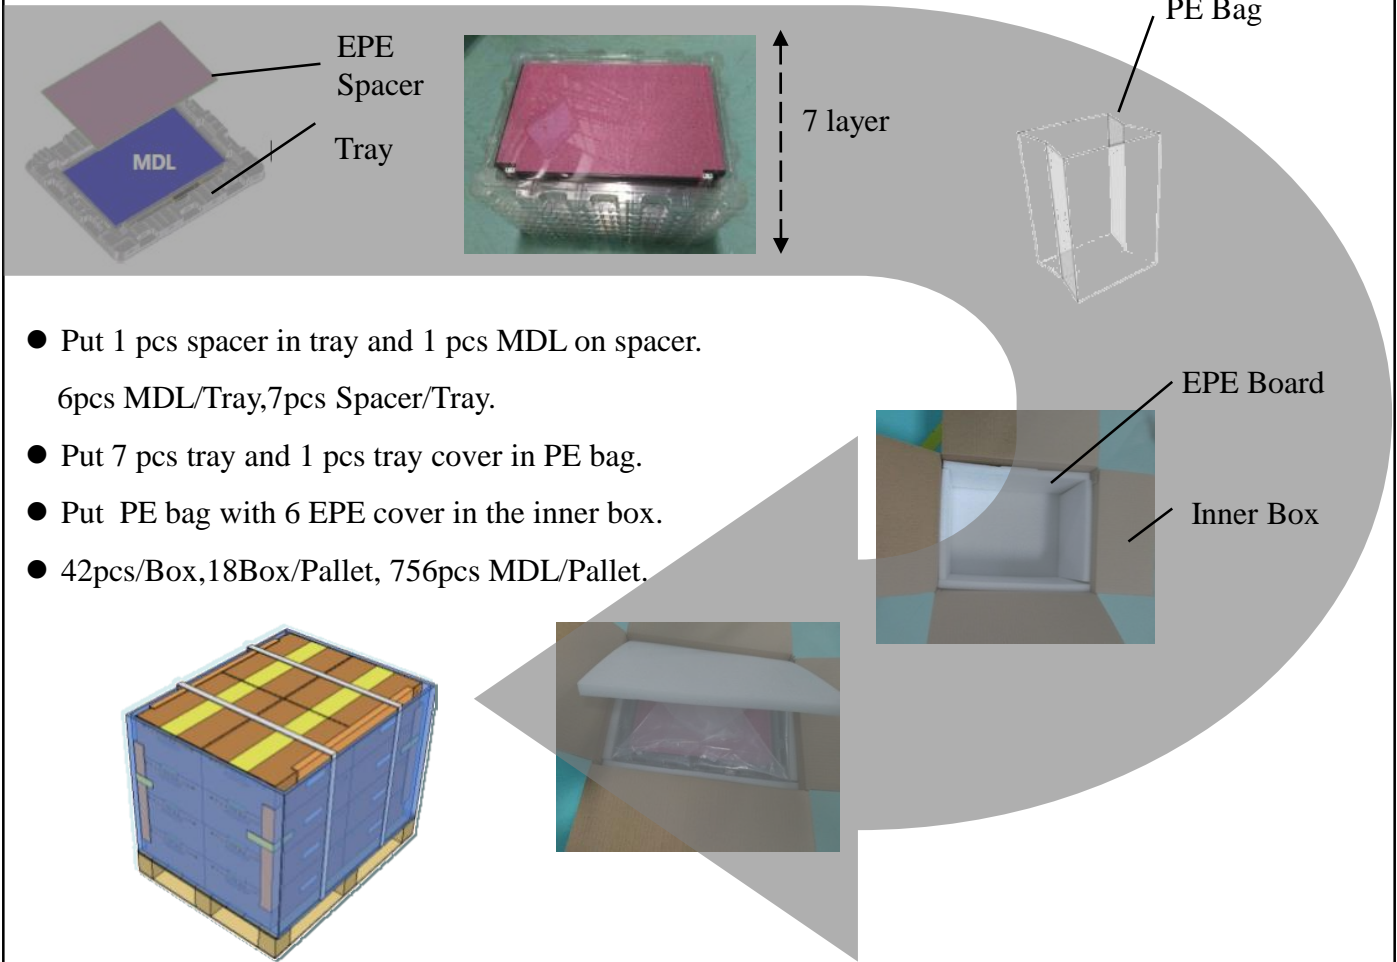 PE Bag
EPE
Spacer
Tray
MDL
7 layer
● Put 1 pcs spacer in tray and 1 pcs MDL on spacer.
6pcs MDL/Tray,7pcs Spacer/Tray.
● Put 7 pcs tray and 1 pcs tray cover in PE bag.
● Put PE bag with 6 EPE cover in the inner box.
● 42pcs/Box,18Box/Pallet, 756pcs MDL/Pallet.
EPE Board
Inner Box